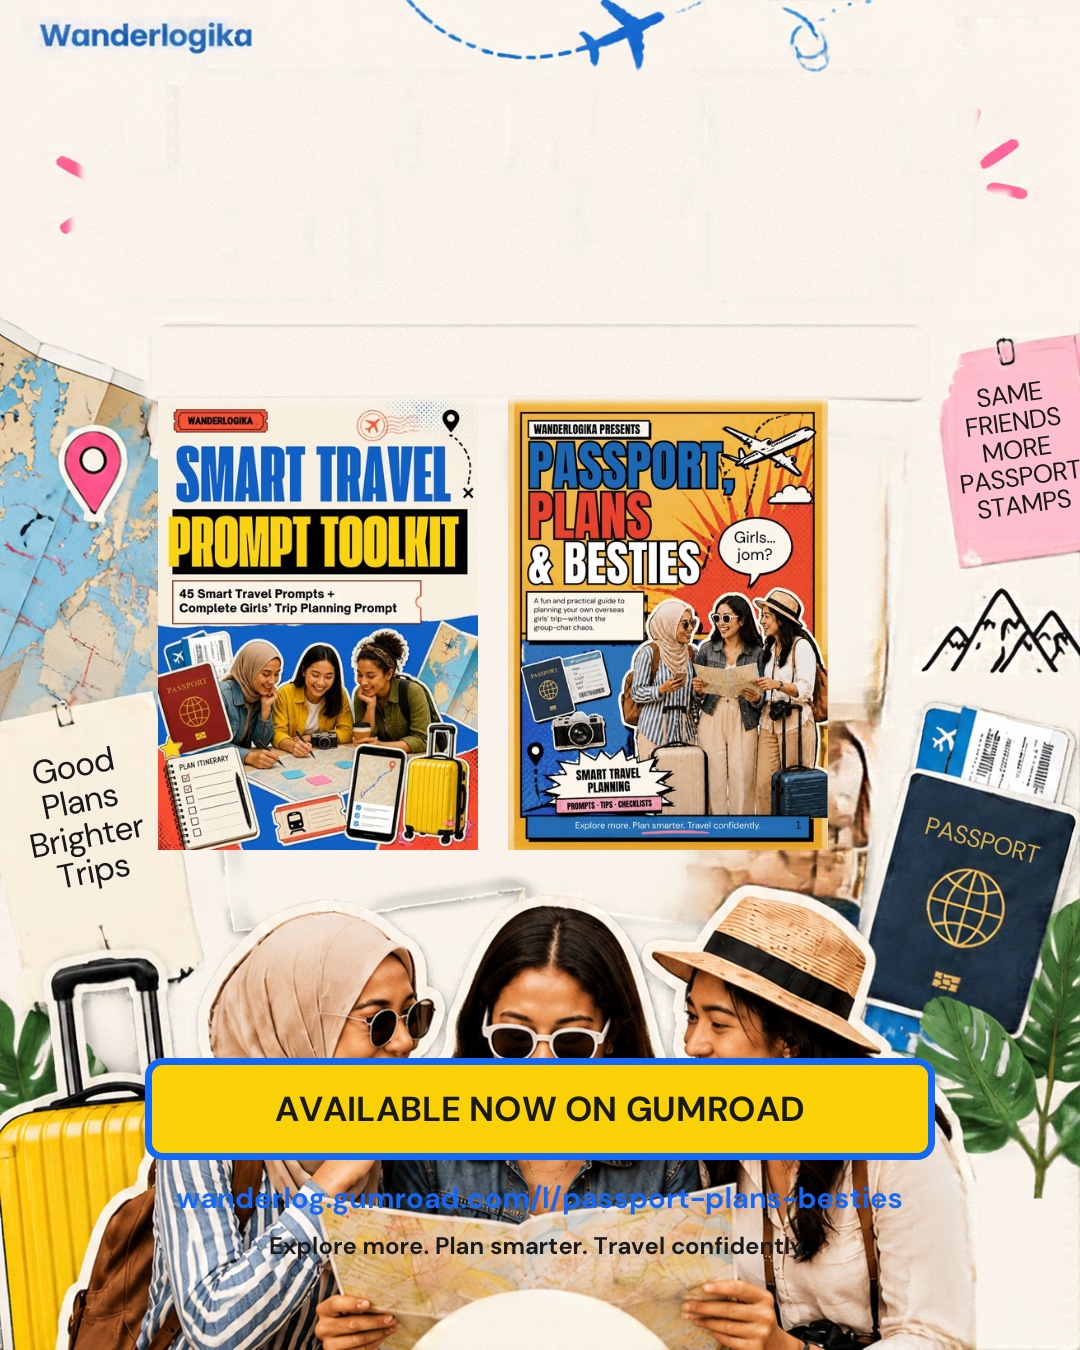 Wanderlogika
SAME
FRIENDS
MORE
PASSPORT
STAMPS
WANDERLOGIKA
SMART TRAVEL
PROMPT TOOLKIT
45 Smart Travel Prompts +
Complete Girls' Trip Planning Prompt
PASSPORT
PLAN ITINERARY
WANDERLOGIKA PRESENTS
PASSPORT,
PLANS
& BESTIES
Girls...
jom?
A fun and practical guide to
planning your own overseas
girls' trip—without the
group-chat chaos.
PASSPORT
SMART TRAVEL
PLANNING
PROMPTS · TIPS · CHECKLISTS
Explore more. Plan smarter. Travel confidently.
1
Good
Plans
Brighter
Trips
PASSPORT
AVAILABLE NOW ON GUMROAD
wanderlog.gumroad.com/l/passport-plans-besties
Explore more. Plan smarter. Travel confidently.